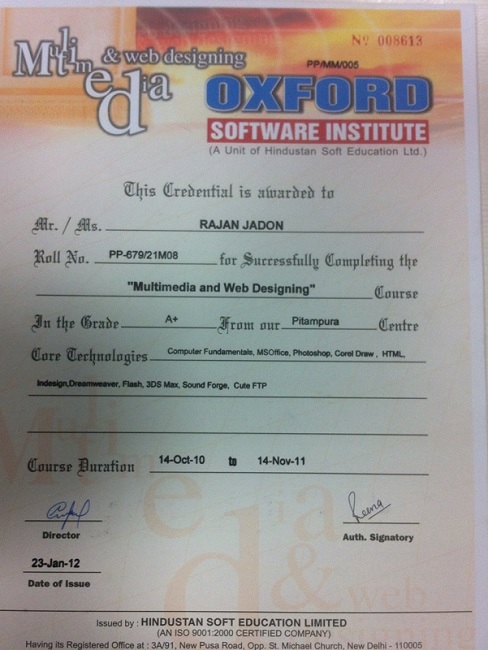 Multimedia & web designing
Nº 008613
PP/MM/005
OXFORD
SOFTWARE INSTITUTE
(A Unit of Hindustan Soft Education Ltd.)
This Credential is awarded to
Mr. / Ms. RAJAN JADON
Roll No. PP-679/21M08 for Successfully Completing the
"Multimedia and Web Designing" Course
In the Grade A+ From our Pitampura Centre
Core Technologies Computer Fundamentals, MSOffice, Photoshop, Corel Draw , HTML,
Indesign,Dreamweaver, Flash, 3DS Max, Sound Forge, Cute FTP
Course Duration 14-Oct-10 to 14-Nov-11
Reena
Director Auth. Signatory
23-Jan-12
Date of Issue
Issued by : HINDUSTAN SOFT EDUCATION LIMITED
(AN ISO 9001:2000 CERTIFIED COMPANY)
Having its Registered Office at : 3A/91, New Pusa Road, Opp. St. Michael Church, New Delhi - 110005